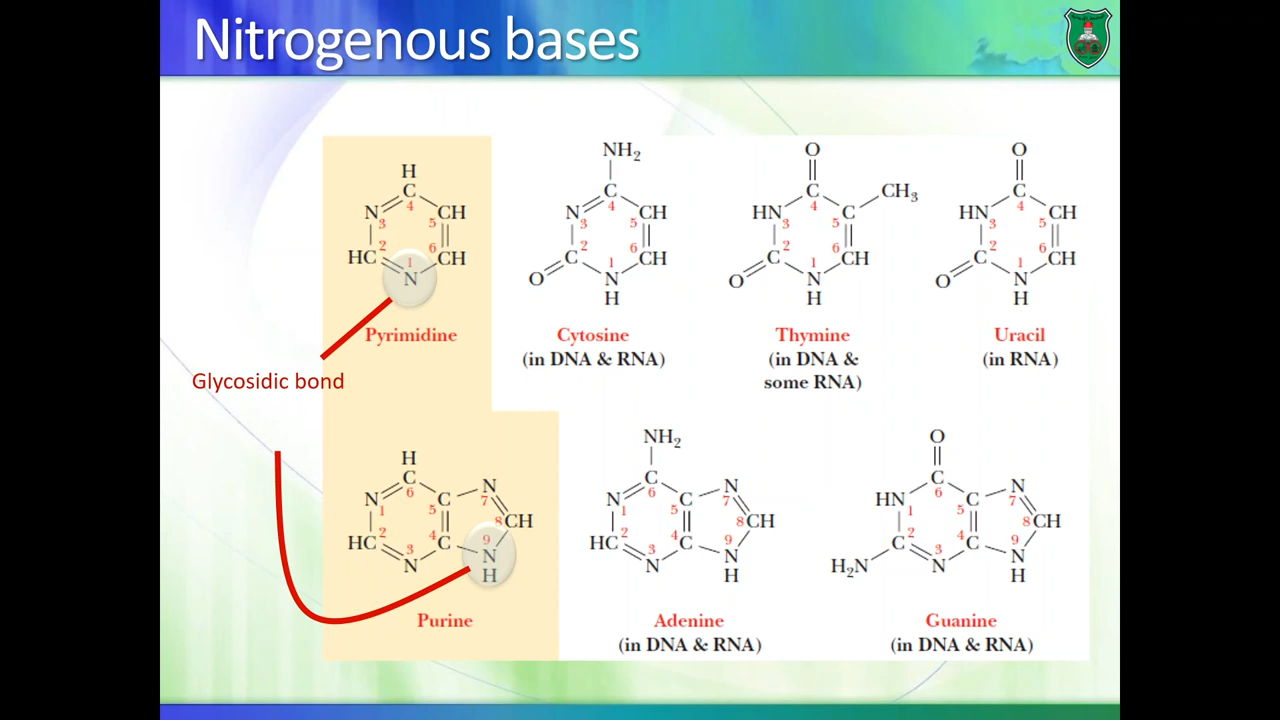 Nitrogenous bases
H
C
N
CH
HC
CH
N
1
2
3
4
5
6
Pyrimidine
NH2
C
N
CH
C
CH
O
N
H
1
2
3
4
5
6
Cytosine
(in DNA & RNA)
O
C
CH3
HN
C
C
CH
O
N
H
1
2
3
4
5
6
Thymine
(in DNA &
some RNA)
O
C
HN
CH
C
CH
O
N
H
1
2
3
4
5
6
Uracil
(in RNA)
Glycosidic bond
H
C
N
C
N
CH
HC
C
N
N
H
1
2
3
4
5
6
7
8
9
Purine
NH2
C
N
C
N
CH
HC
C
N
N
H
1
2
3
4
5
6
7
8
9
Adenine
(in DNA & RNA)
O
C
HN
C
N
CH
C
C
H2N
N
N
H
1
2
3
4
5
6
7
8
9
Guanine
(in DNA & RNA)